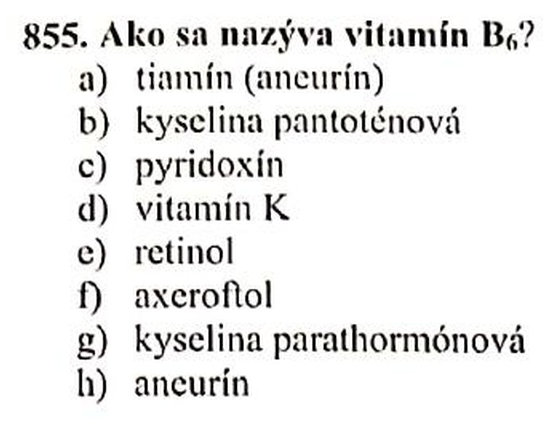 855. Ako sa nazýva vitamín B₆?
a) tiamín (aneurín)
b) kyselina pantoténová
c) pyridoxín
d) vitamín K
e) retinol
f) axeroftol
g) kyselina parathormónová
h) aneurín